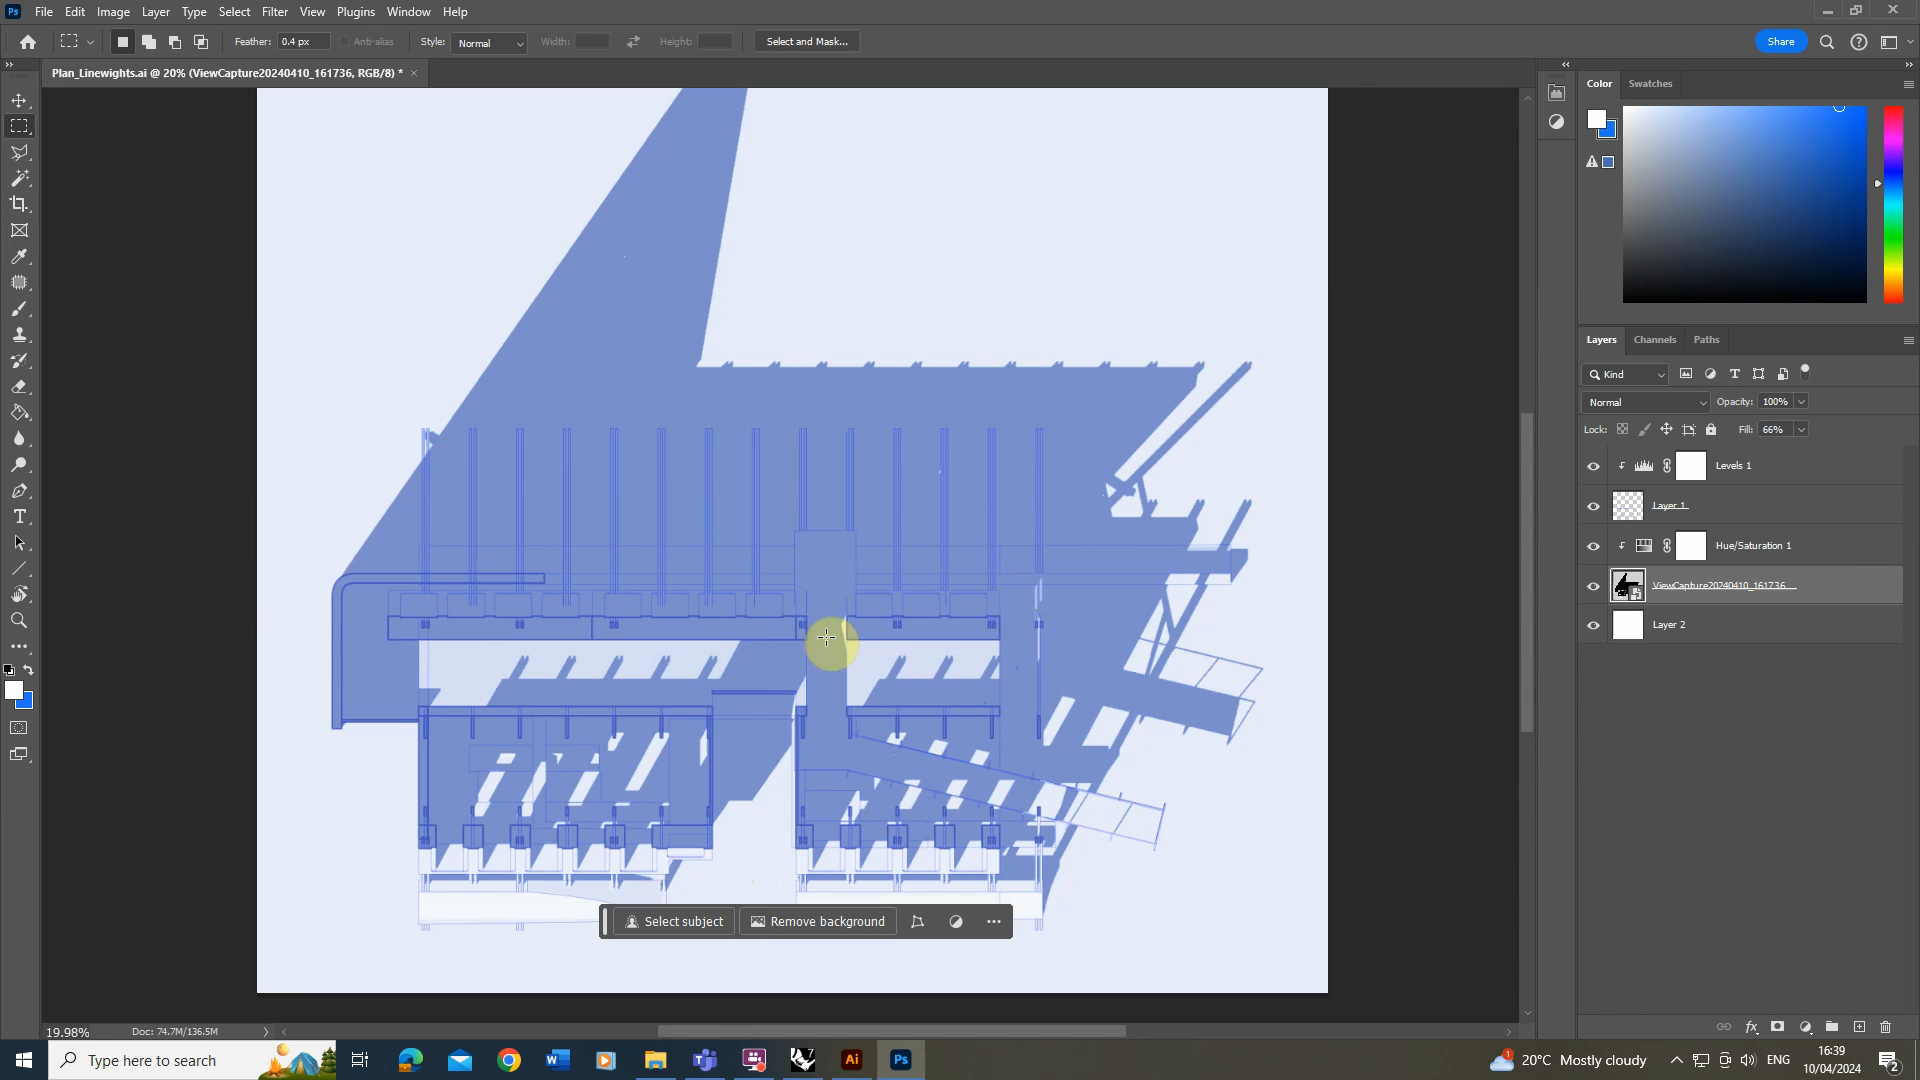 Ps File Edit Image Layer Type Select Filter View Plugins Window Help
Feather: 0.4 px Anti-alias Style: Normal Width: Height: Select and Mask... Share
Plan_Linewights.ai @ 20% (ViewCapture20240410_161736, RGB/8) * ×
Color Swatches
Layers Channels Paths
Kind
Normal Opacity: 100%
Lock: Fill: 66%
Levels 1
Layer 1
Hue/Saturation 1
ViewCapture20240410_161736
Layer 2
Select subject Remove background
19.98% Doc: 74.7M/136.5M
Type here to search
Ai Ps
20°C Mostly cloudy
ENG
16:39
10/04/2024
2